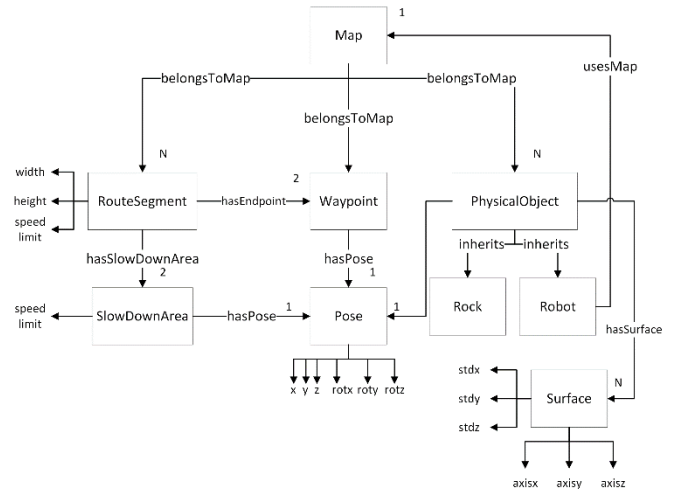 1
Map
usesMap
belongsToMap
belongsToMap
belongsToMap
N
N
width
height
speed
limit
RouteSegment
hasEndpoint
2
Waypoint
PhysicalObject
hasSlowDownArea
2
hasPose
1
inherits
inherits
speed
limit
SlowDownArea
hasPose
1
Pose
1
Rock
Robot
hasSurface
x
y
z
rotx
roty
rotz
stdx
stdy
stdz
N
Surface
axisx
axisy
axisz